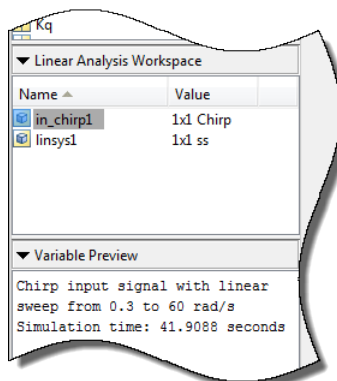 Kq
Linear Analysis Workspace
Name Value
in_chirp1 1x1 Chirp
linsys1 1x1 ss
Variable Preview
Chirp input signal with linear
sweep from 0.3 to 60 rad/s
Simulation time: 41.9088 seconds